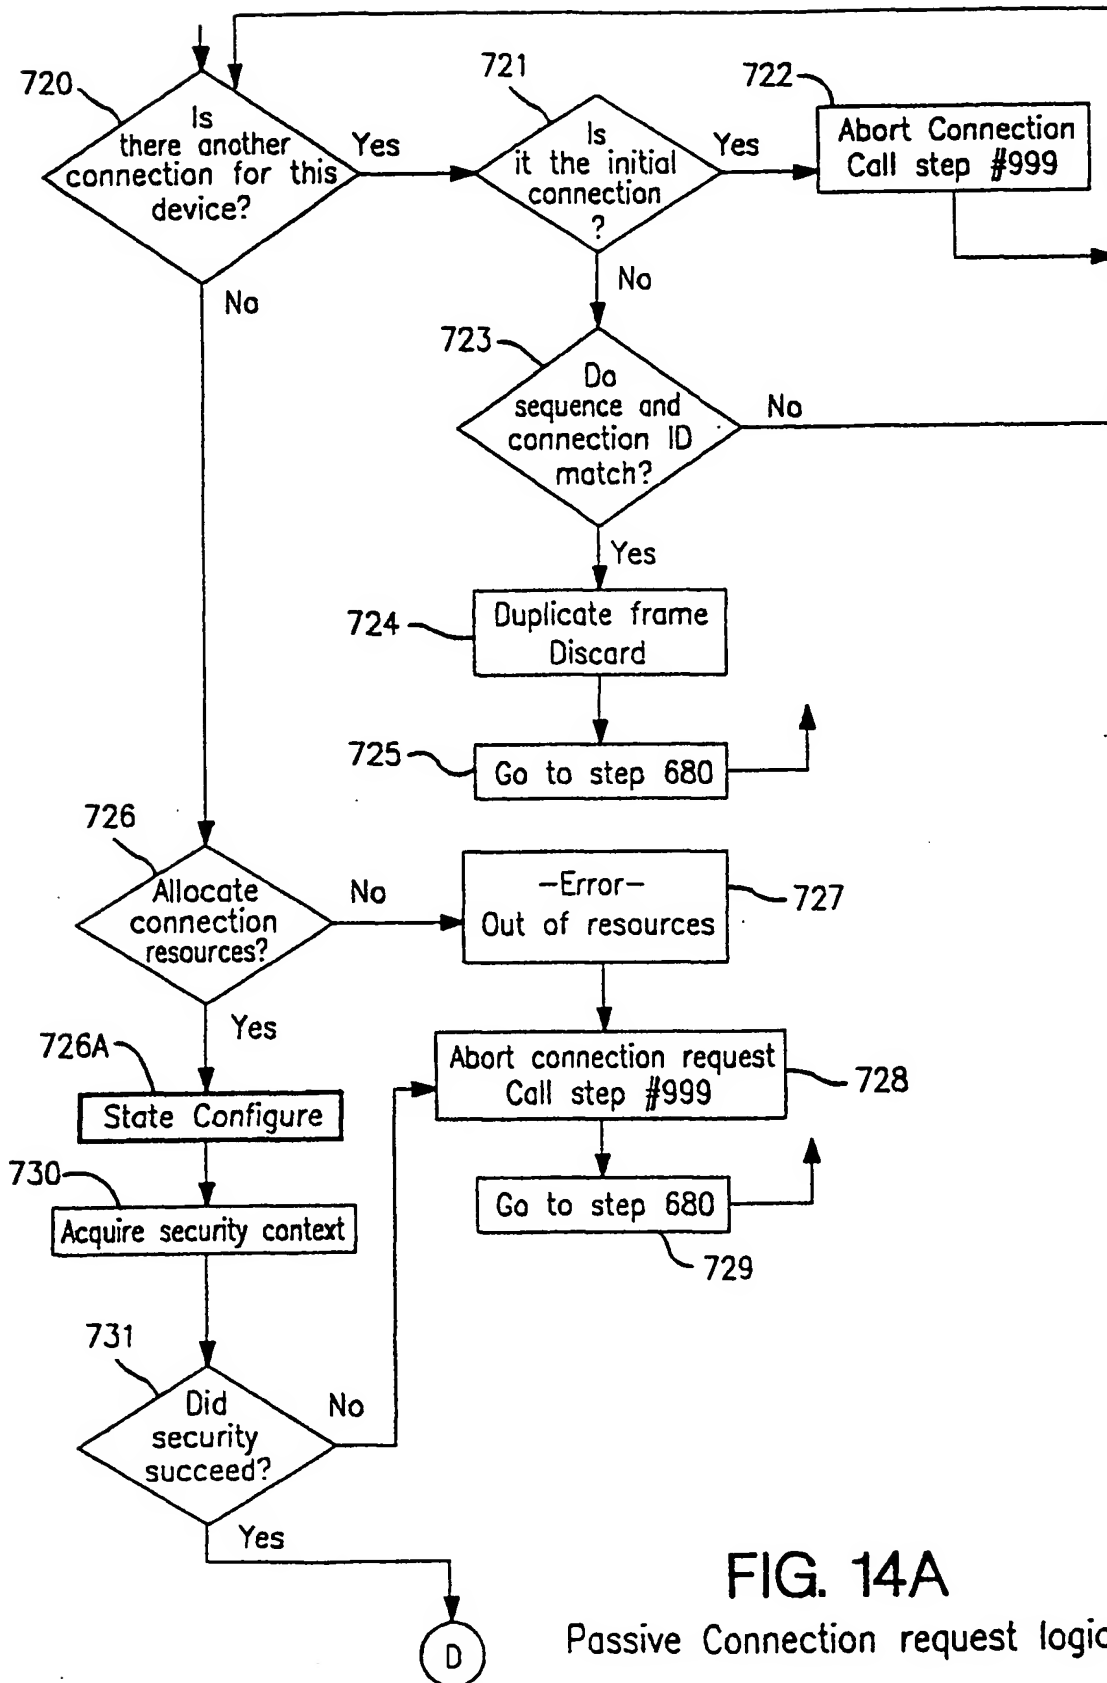 720
Is
there another
connection for this
device?
Yes
No
721
Is
it the initial
connection
?
Yes
No
722
Abort Connection
Call step #999
723
Do
sequence and
connection ID
match?
No
Yes
724
Duplicate frame
Discard
725
Go to step 680
726
Allocate
connection
resources?
No
Yes
-Error-
Out of resources
727
726A
State Configure
Abort connection request
Call step #999
728
730
Acquire security context
Go to step 680
729
731
Did
security
succeed?
No
Yes
D
FIG. 14A
Passive Connection request logic